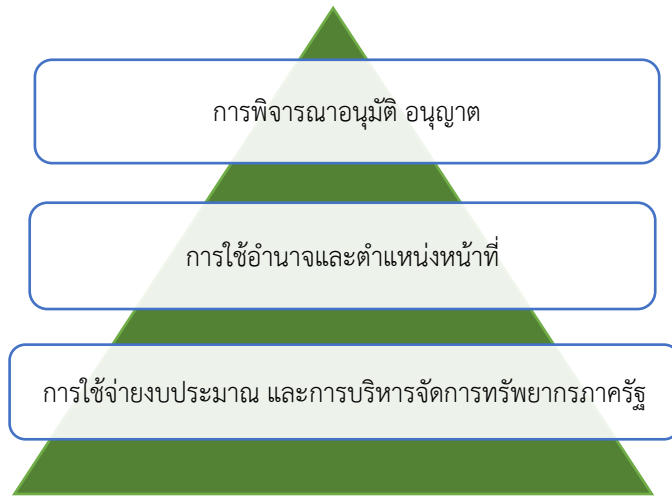 การพิจารณาอนุมัติ อนุญาต
การใช้อำนาจและตำแหน่งหน้าที่
การใช้จ่ายงบประมาณ และการบริหารจัดการทรัพยากรภาครัฐ